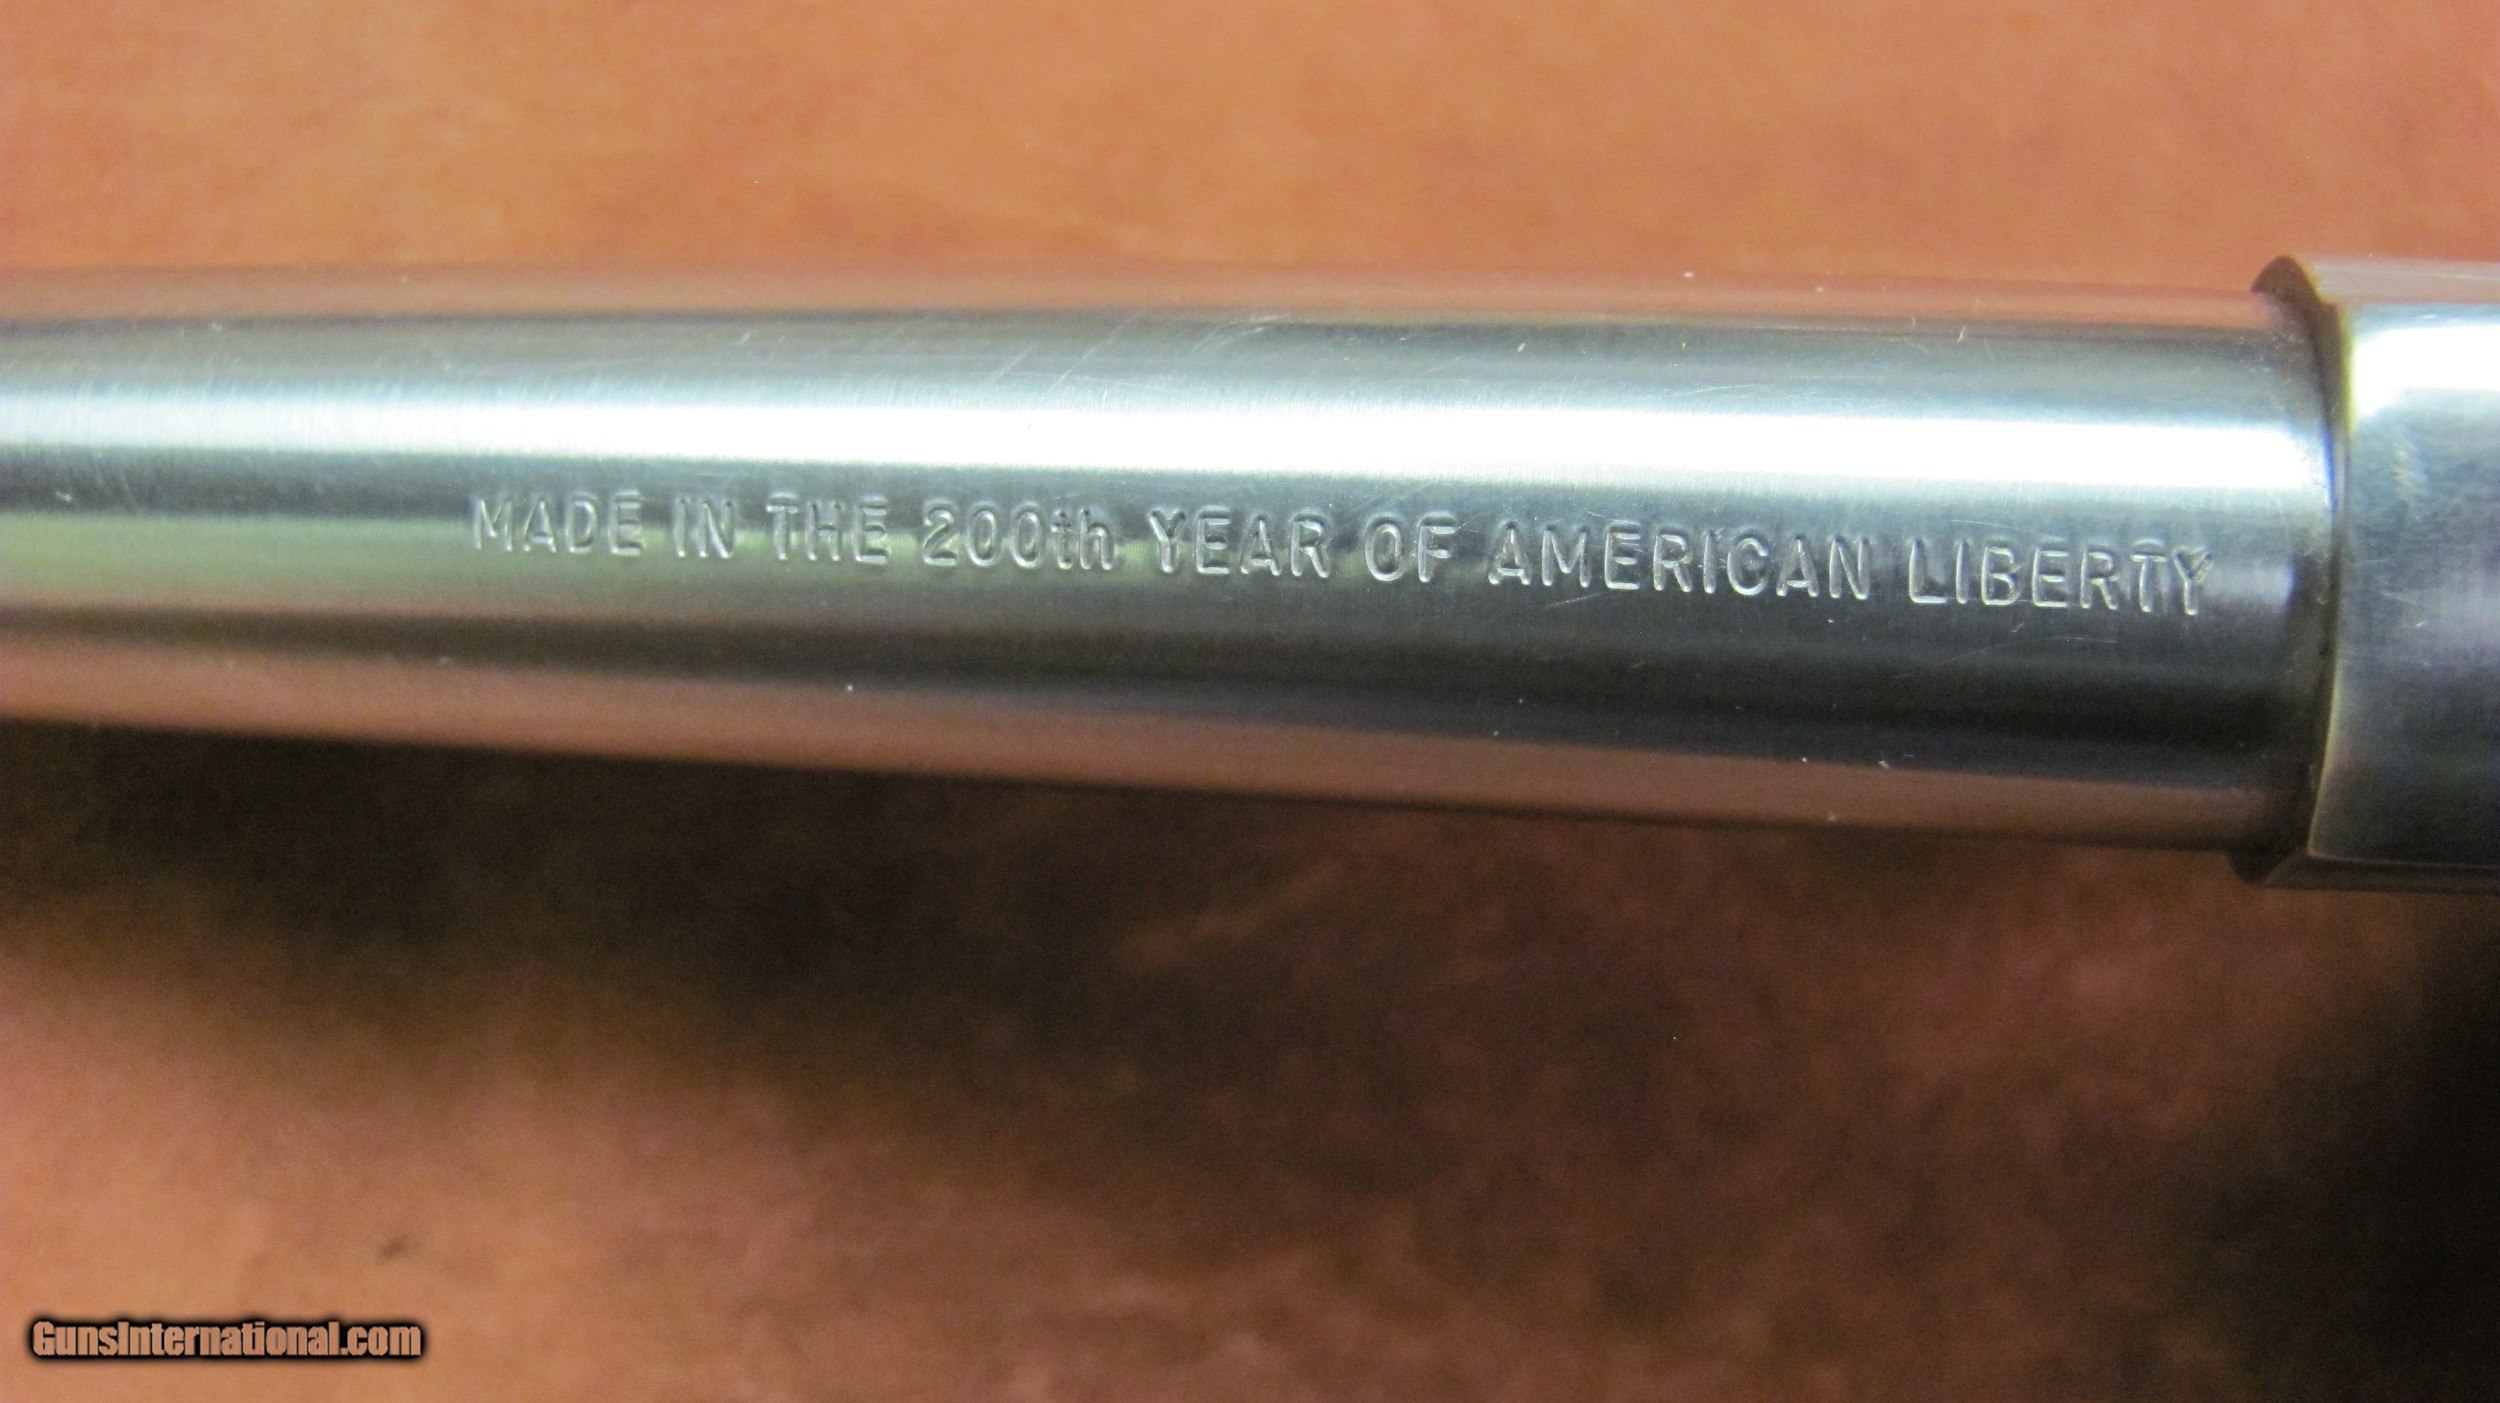 MADE IN THE 200th YEAR OF AMERICAN LIBERTY
GunsInternational.com